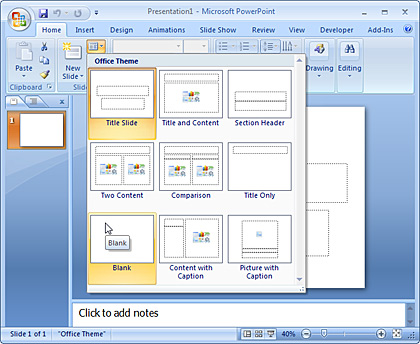 Presentation1 - Microsoft PowerPoint
Home Insert Design Animations Slide Show Review View Developer Add-Ins
Paste
New Slide
Drawing
Editing
Clipboard
Office Theme
Title Slide Title and Content Section Header
Two Content Comparison Title Only
Blank
Blank Content with Caption Picture with Caption
1
Click to add notes
Slide 1 of 1 "Office Theme" 40%